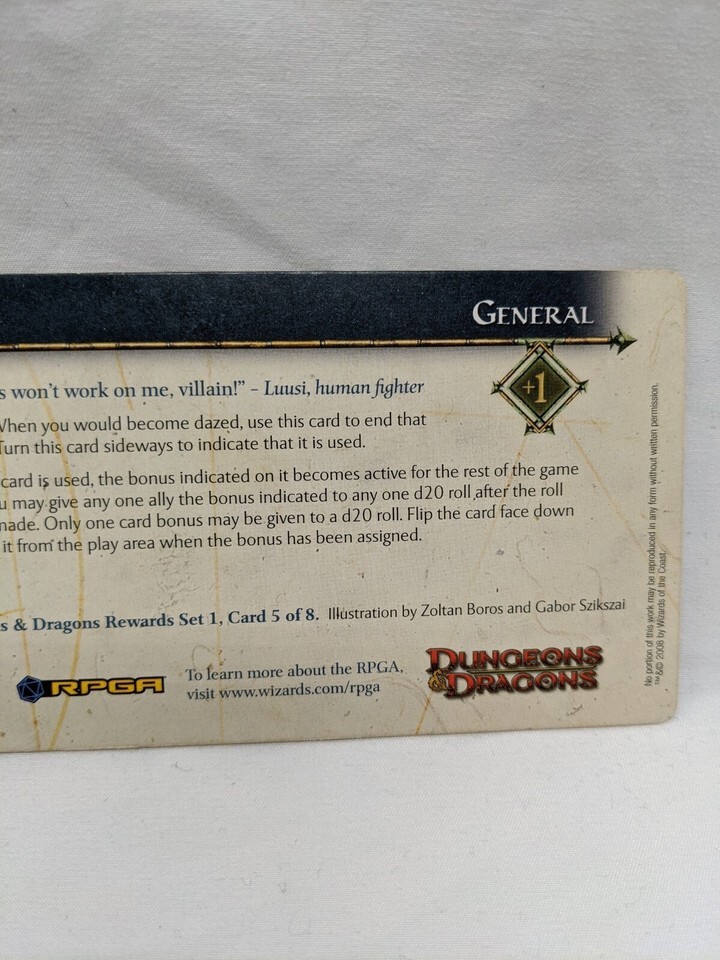 GENERAL
+1
s won't work on me, villain!" – Luusi, human fighter
When you would become dazed, use this card to end that
Turn this card sideways to indicate that it is used.
card is used, the bonus indicated on it becomes active for the rest of the game
u may give any one ally the bonus indicated to any one d20 roll after the roll
made. Only one card bonus may be given to a d20 roll. Flip the card face down
it from the play area when the bonus has been assigned.
s & Dragons Rewards Set 1, Card 5 of 8. Illustration by Zoltan Boros and Gabor Szikszai
RPGA
To learn more about the RPGA,
visit www.wizards.com/rpga
DUNGEONS
& DRAGONS
No portion of this work may be reproduced in any form without written permission.
™&© 2008 by Wizards of the Coast.